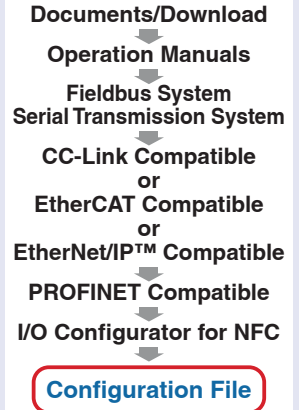 Documents/Download
Operation Manuals
Fieldbus System
Serial Transmission System
CC-Link Compatible
or
EtherCAT Compatible
or
EtherNet/IP™ Compatible
PROFINET Compatible
I/O Configurator for NFC
Configuration File